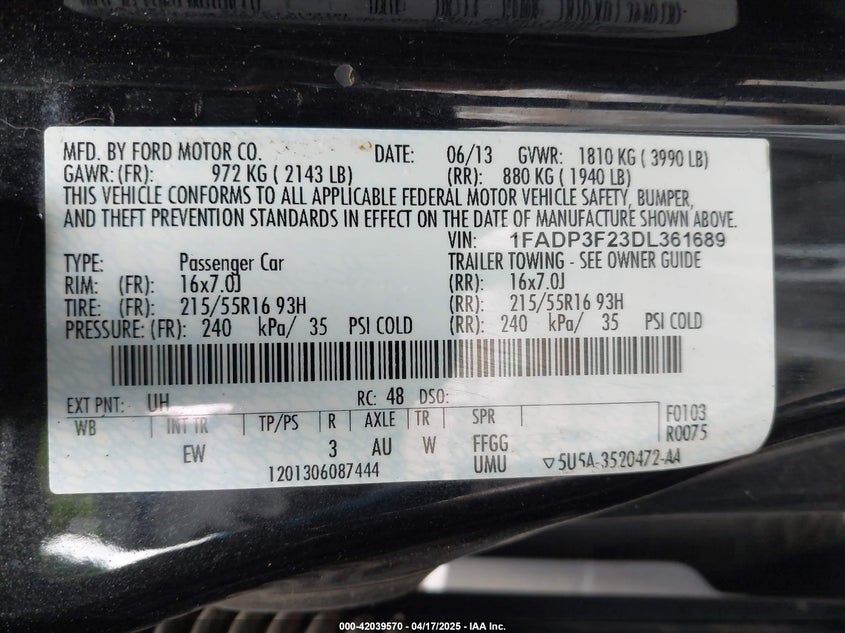 MFD. BY FORD MOTOR CO. DATE: 06/13 GVWR: 1810 KG ( 3990 LB)
GAWR: (FR): 972 KG ( 2143 LB) (RR): 880 KG ( 1940 LB)
THIS VEHICLE CONFORMS TO ALL APPLICABLE FEDERAL MOTOR VEHICLE SAFETY, BUMPER,
AND THEFT PREVENTION STANDARDS IN EFFECT ON THE DATE OF MANUFACTURE SHOWN ABOVE.
VIN: 1FADP3F23DL361689
TYPE: Passenger Car TRAILER TOWING - SEE OWNER GUIDE
RIM: (FR): 16x7.0J (RR): 16x7.0J
TIRE: (FR): 215/55R16 93H (RR): 215/55R16 93H
PRESSURE: (FR): 240 kPa/ 35 PSI COLD (RR): 240 kPa/ 35 PSI COLD
EXT PNT: UH RC: 48 DSO:
WB INT TR TP/PS R AXLE TR SPR F0103
EW 3 AU W FFGG R0075
1201306087444 UMU ▽5U5A-3520472-AA
000-42039570 - 04/17/2025 - IAA Inc.